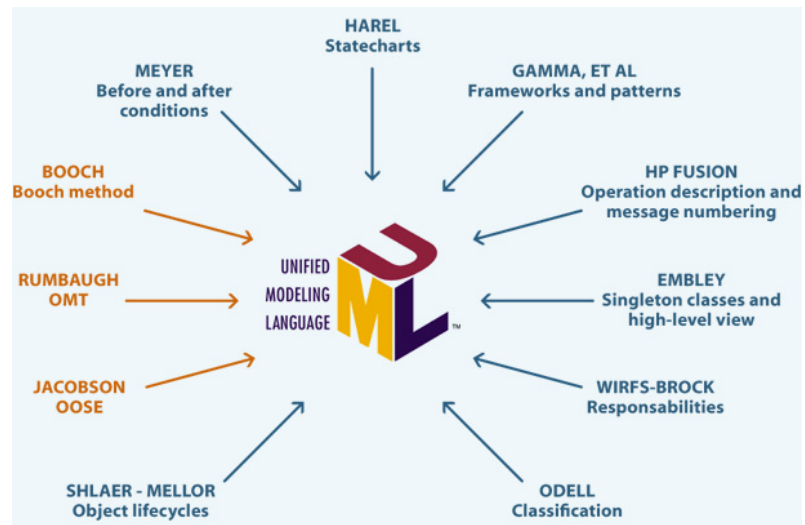 HAREL
Statecharts
MEYER
Before and after
conditions
GAMMA, ET AL
Frameworks and patterns
BOOCH
Booch method
HP FUSION
Operation description and
message numbering
RUMBAUGH
OMT
UNIFIED
MODELING
LANGUAGE
UML
™
EMBLEY
Singleton classes and
high-level view
JACOBSON
OOSE
WIRFS-BROCK
Responsabilities
SHLAER - MELLOR
Object lifecycles
ODELL
Classification